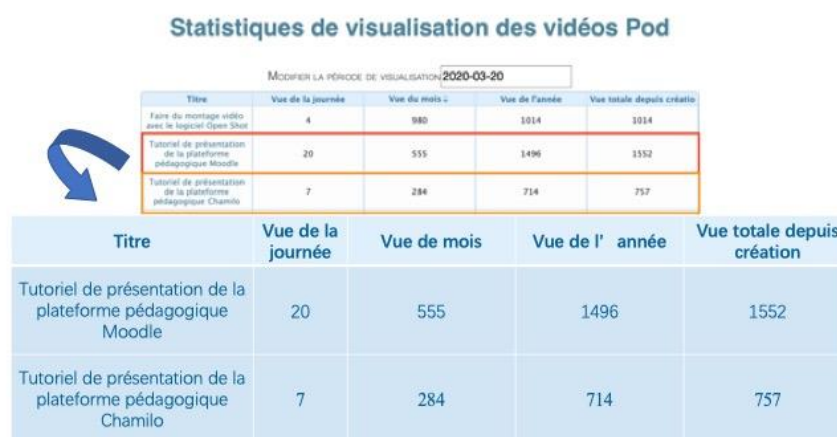 Statistiques de visualisation des vidéos Pod
MODIFIER LA PÉRIODE DE VISUALISATION 2020-03-20
Titre Vue de la journée Vue du mois Vue de l'année Vue totale depuis créatio
Faire du montage vidéo
avec le logiciel Open Shot 4 980 1014 1014
Tutoriel de présentation
de la plateforme
pédagogique Moodle 20 555 1496 1552
Tutoriel de présentation
de la plateforme
pédagogique Chamilo 7 284 714 757
Titre Vue de la journée Vue de mois Vue de l' année Vue totale depuis création
Tutoriel de présentation de la
plateforme pédagogique
Moodle 20 555 1496 1552
Tutoriel de présentation de la
plateforme pédagogique
Chamilo 7 284 714 757